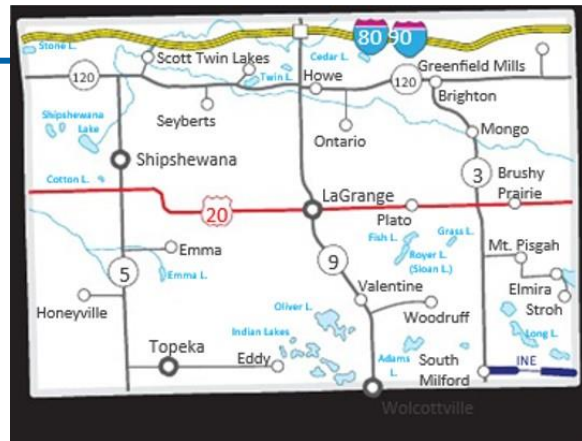 80 90
Stone L.
Scott Twin Lakes
Cedar L.
Greenfield Mills
120
Twin L.
Howe
120
Brighton
Seyberts
Shipshewana
Lake
Ontario
Mongo
Shipshewana
3
Brushy
Prairie
Cotton L.
LaGrange
20
Plato
Fish L.
Grass L.
Royer L.
(Sloan L.)
Mt. Pisgah
Emma
9
5
Emma L.
Elmira
Honeyville
Valentine
Stroh
Oliver L.
Woodruff
Long L.
Indian Lakes
Topeka
Eddy
Adams
L.
South
Milford
INE
Wolcottville